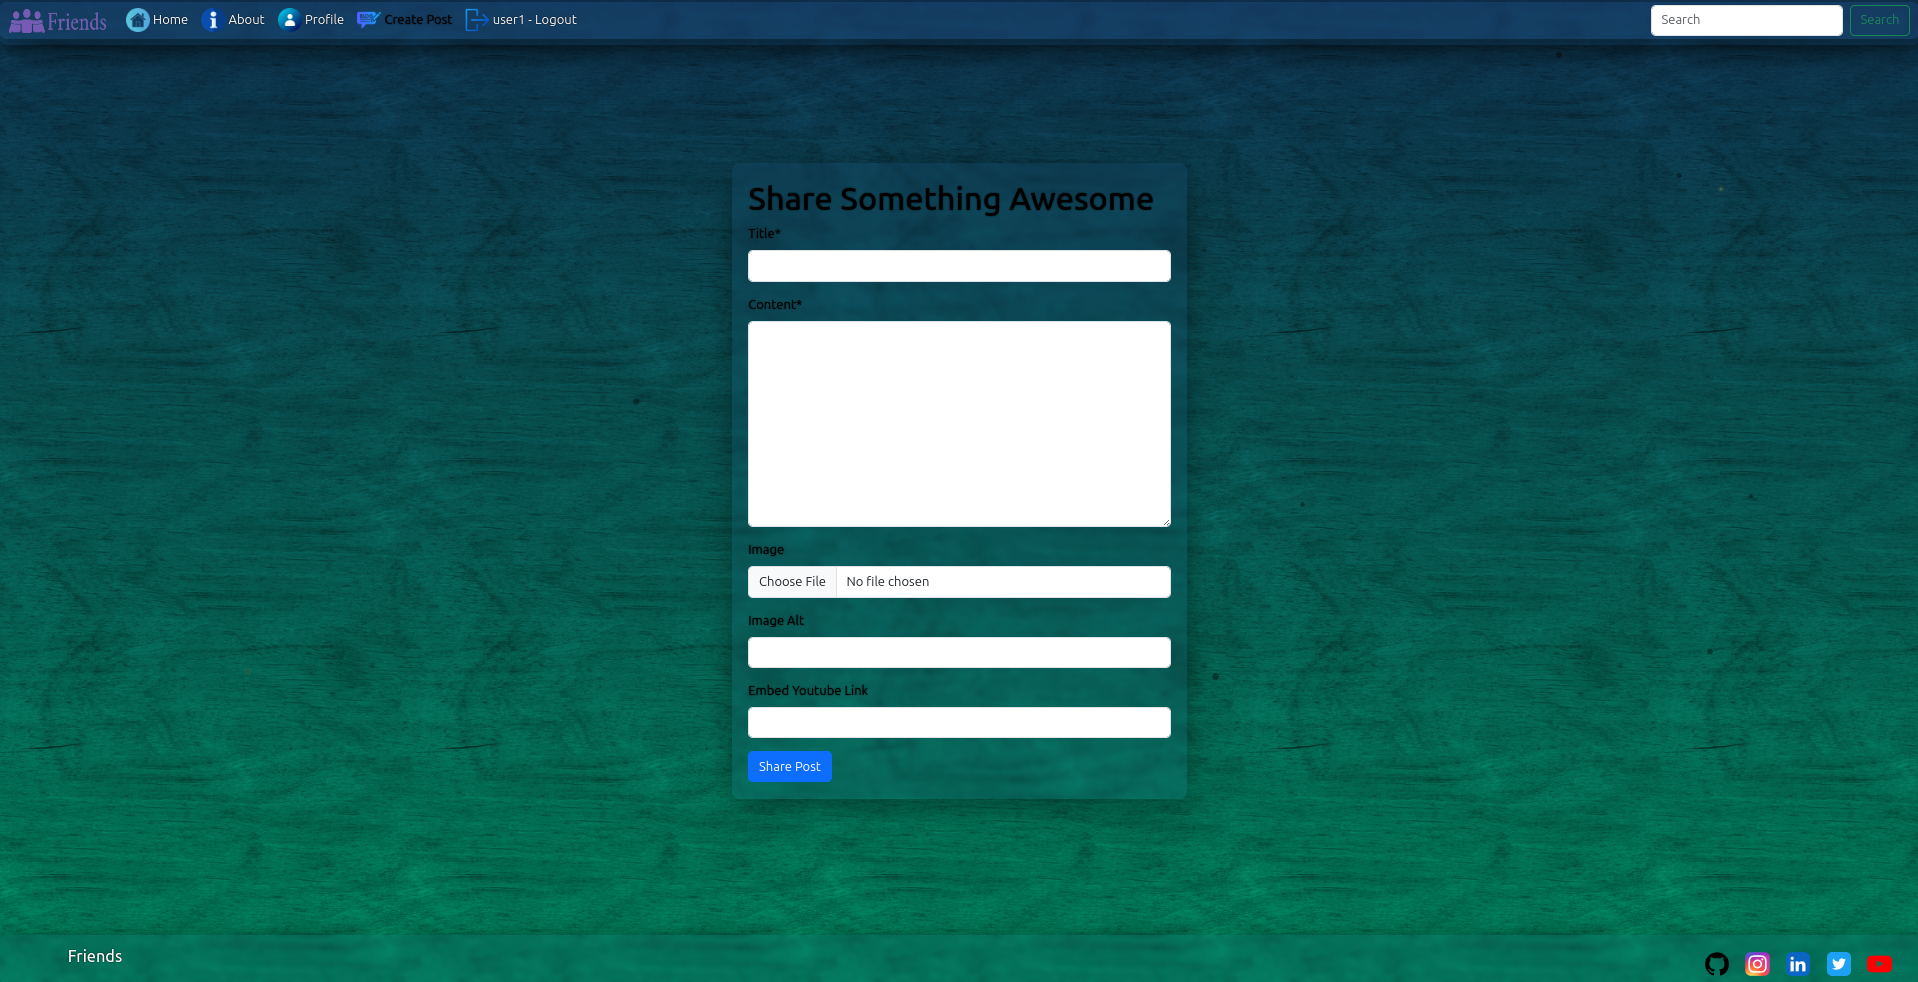 Friends
Home
About
Profile
Create Post
user1 - Logout
Search
Search
Share Something Awesome
Title*
Content*
Image
Choose File
No file chosen
Image Alt
Embed Youtube Link
Share Post
Friends
in